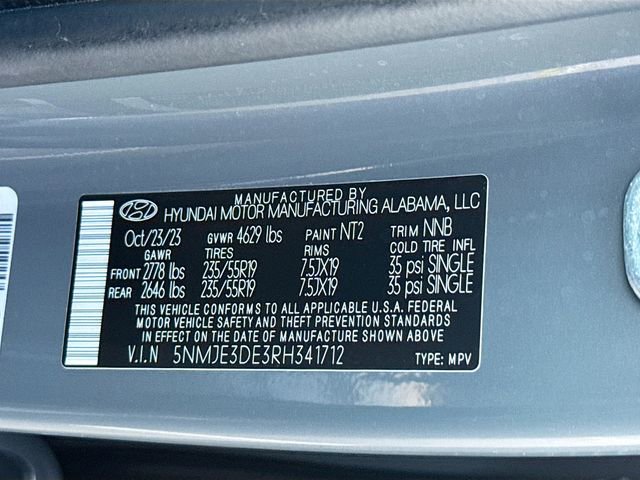 MANUFACTURED BY
HYUNDAI MOTOR MANUFACTURING ALABAMA, LLC
Oct/23/23 GVWR 4629 lbs PAINT NT2 TRIM NNB
GAWR TIRES RIMS COLD TIRE INFL
FRONT 2778 lbs 235/55R19 7.5JX19 35 psi SINGLE
REAR 2646 lbs 235/55R19 7.5JX19 35 psi SINGLE
THIS VEHICLE CONFORMS TO ALL APPLICABLE U.S.A. FEDERAL
MOTOR VEHICLE SAFETY AND THEFT PREVENTION STANDARDS
IN EFFECT ON THE DATE OF MANUFACTURE SHOWN ABOVE
V.I.N 5NMJE3DE3RH341712 TYPE: MPV